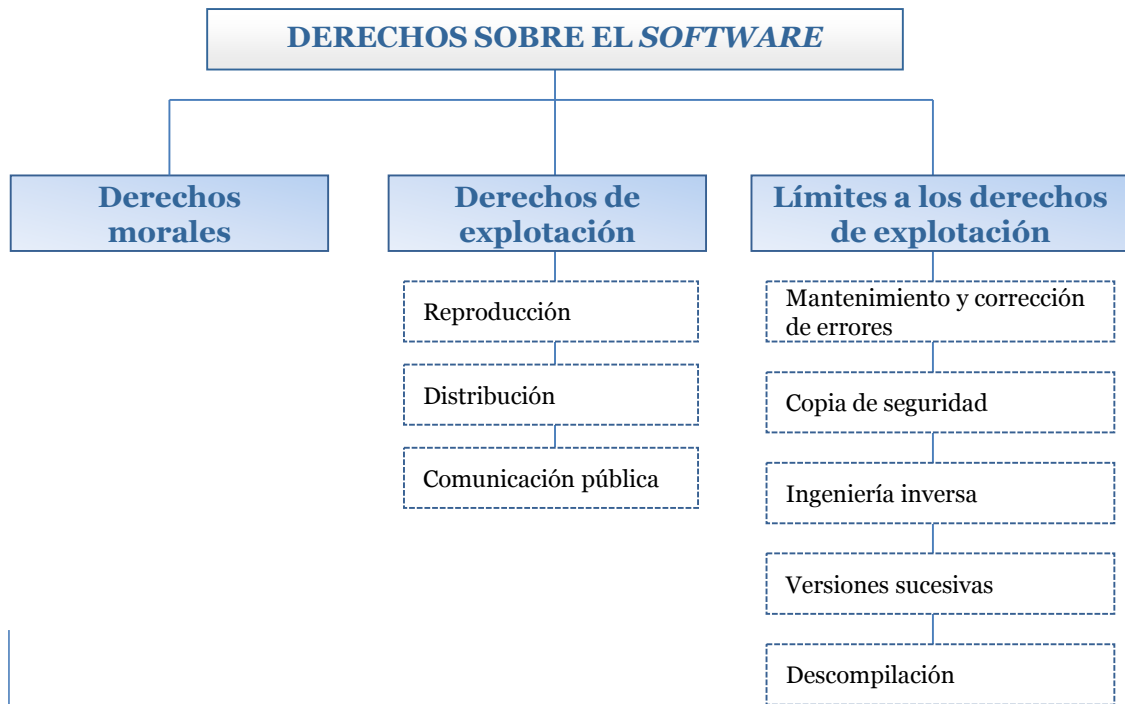 DERECHOS SOBRE EL SOFTWARE
Derechos
morales
Derechos de
explotación
Reproducción
Distribución
Comunicación pública
Límites a los derechos
de explotación
Mantenimiento y corrección
de errores
Copia de seguridad
Ingeniería inversa
Versiones sucesivas
Descompilación